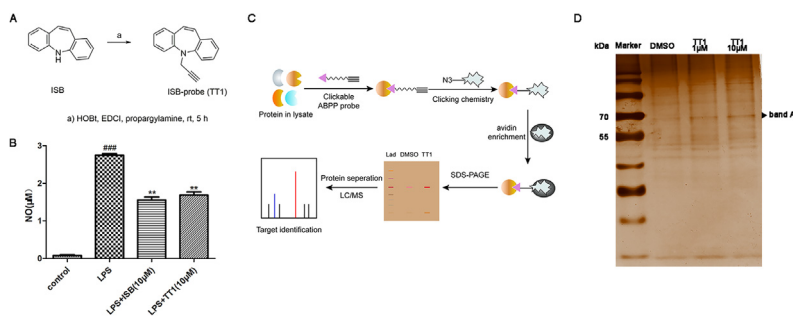 A
a
N
H
N
ISB
ISB-probe (TT1)
a) HOBt, EDCI, propargylamine, rt, 5 h
B
NO(μM)
3
2
1
0
###
**
**
control
LPS
LPS+ISB(10μM)
LPS+TT1(10μM)
C
Protein in lysate
Clickable
ABPP probe
N3
Clicking chemistry
avidin
enrichment
SDS-PAGE
Lad DMSO TT1
Protein seperation
LC/MS
Target identification
D
kDa Marker DMSO TT1 TT1
1μM 10μM
70
55
band A